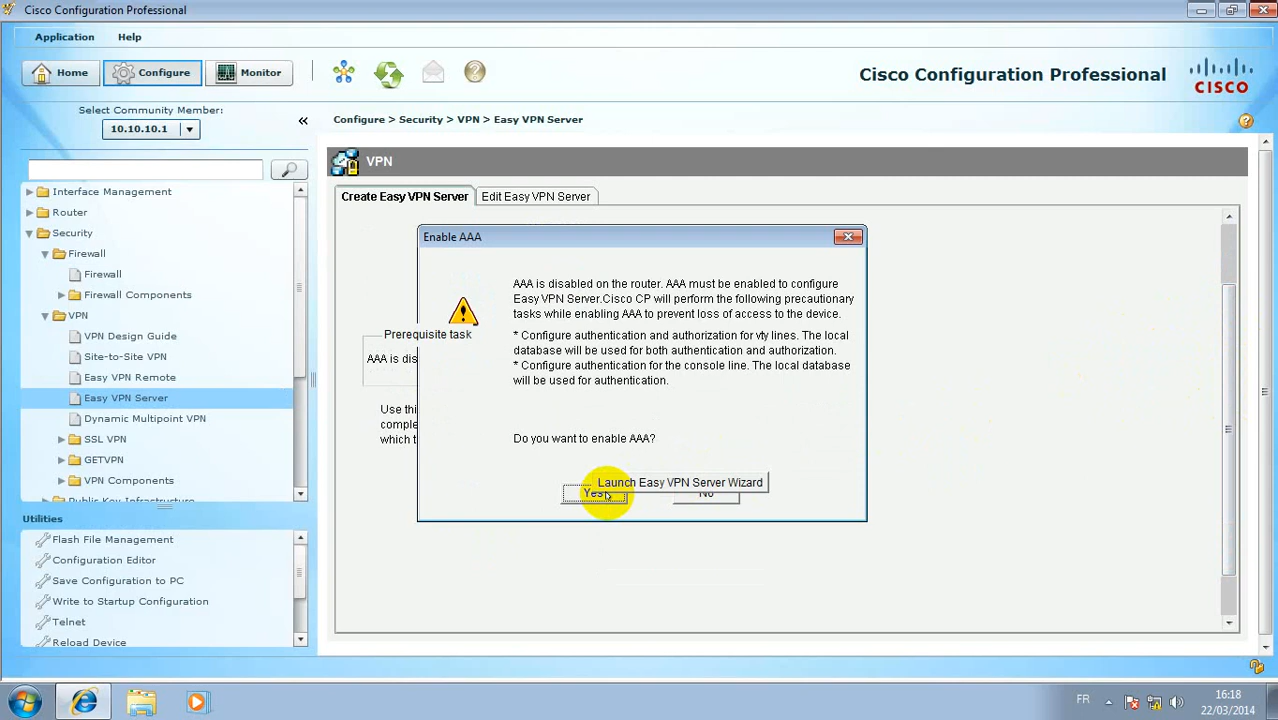 Cisco Configuration Professional
Application Help
Home Configure Monitor
Cisco Configuration Professional
CISCO
Select Community Member:
10.10.10.1
Configure > Security > VPN > Easy VPN Server
Interface Management
Router
Security
Firewall
Firewall
Firewall Components
VPN
VPN Design Guide
Site-to-Site VPN
Easy VPN Remote
Easy VPN Server
Dynamic Multipoint VPN
SSL VPN
GETVPN
VPN Components
Public Key Infrastructure
Utilities
Flash File Management
Configuration Editor
Save Configuration to PC
Write to Startup Configuration
Telnet
Reload Device
VPN
Create Easy VPN Server Edit Easy VPN Server
Prerequisite task
AAA is dis
Use thi
comple
which t
Enable AAA
AAA is disabled on the router. AAA must be enabled to configure
Easy VPN Server.Cisco CP will perform the following precautionary
tasks while enabling AAA to prevent loss of access to the device.
* Configure authentication and authorization for vty lines. The local
database will be used for both authentication and authorization.
* Configure authentication for the console line. The local database
will be used for authentication.
Do you want to enable AAA?
Launch Easy VPN Server Wizard
Yes No
FR
16:18
22/03/2014